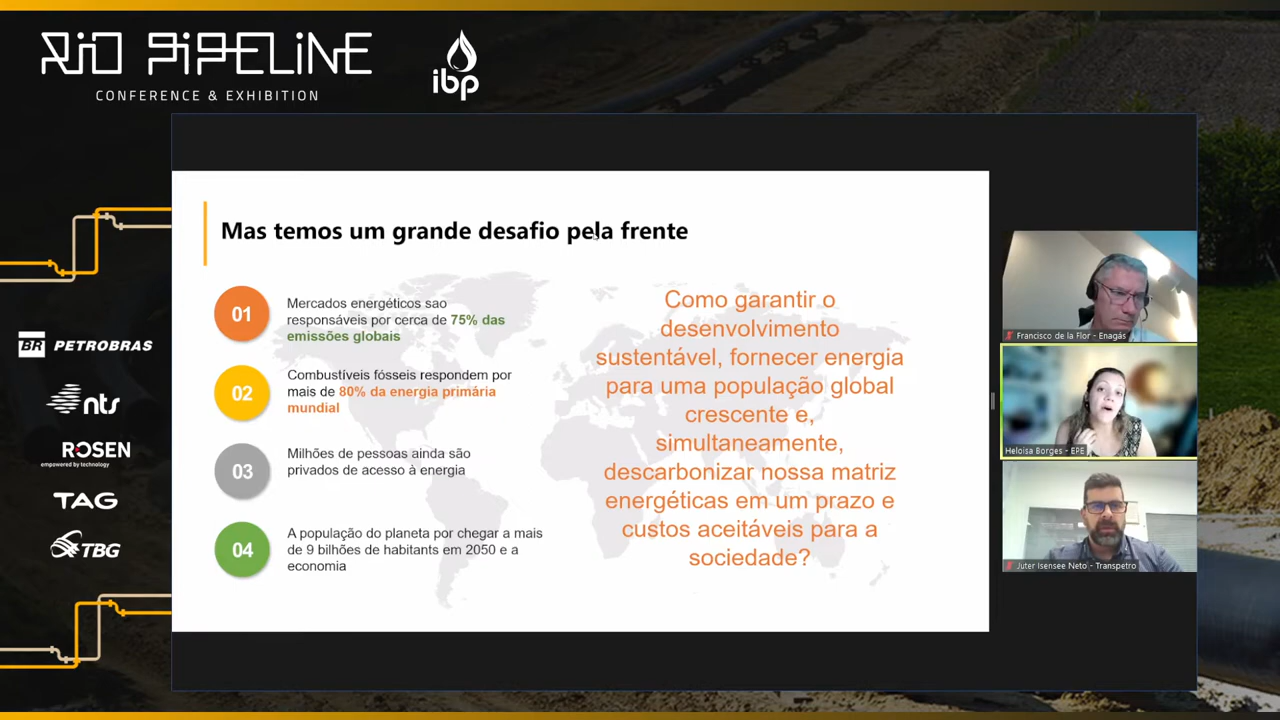 RIO PIPELINE
CONFERENCE & EXHIBITION
ibp
Mas temos um grande desafio pela frente
01
Mercados energéticos sao
responsáveis por cerca de 75% das
emissões globais
02
Combustíveis fósseis respondem por
mais de 80% da energia primária
mundial
03
Milhões de pessoas ainda são
privados de acesso à energia
04
A população do planeta por chegar a mais
de 9 bilhões de habitants em 2050 e a
economia
Como garantir o
desenvolvimento
sustentável, fornecer energia
para uma população global
crescente e,
simultaneamente,
descarbonizar nossa matriz
energéticas em um prazo e
custos aceitáveis para a
sociedade?
Francisco de la Flor - Enagás
Heloisa Borges - EPE
Juter Isensee Neto - Transpetro
BR PETROBRAS
nts
ROSEN
empowered by technology
TAG
TBG